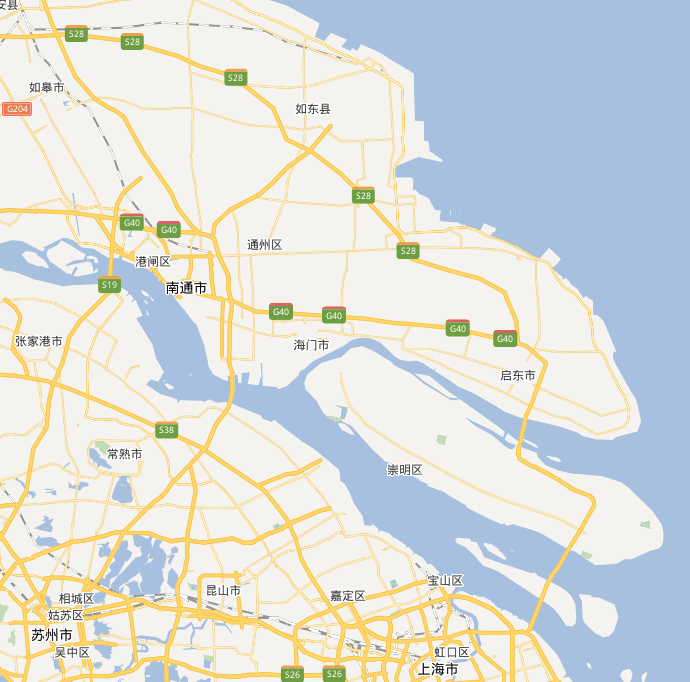 安县
S28
S28
S28
如皋市
G204
如东县
S28
G40
G40
通州区
S28
港闸区
S19
南通市
G40
G40
G40
G40
张家港市
海门市
启东市
S38
常熟市
崇明区
宝山区
昆山市
嘉定区
相城区
姑苏区
苏州市
吴中区
虹口区
上海市
S26
S26